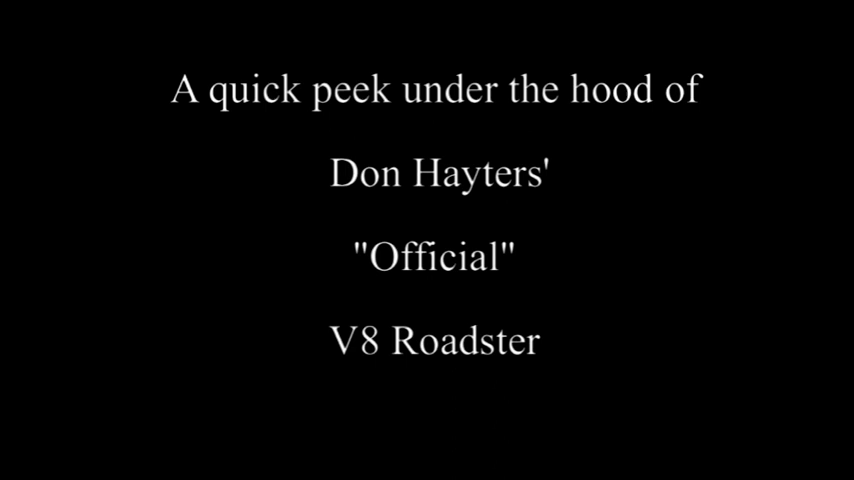 A quick peek under the hood of
Don Hayters'
"Official"
V8 Roadster